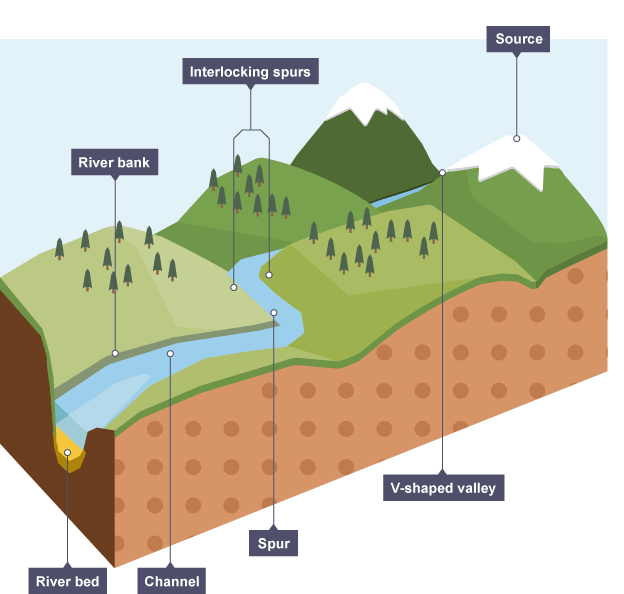 Source
Interlocking spurs
River bank
V-shaped valley
Spur
River bed
Channel